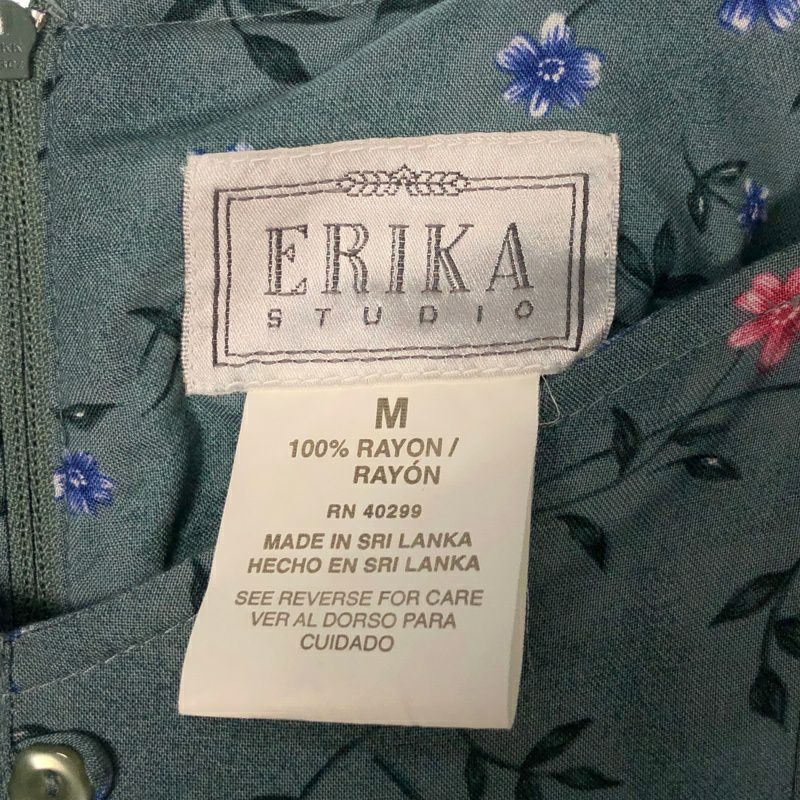 ERIKA
STUDIO
M
100% RAYON/
RAYÓN
RN 40299
MADE IN SRI LANKA
HECHO EN SRI LANKA
SEE REVERSE FOR CARE
VER AL DORSO PARA
CUIDADO